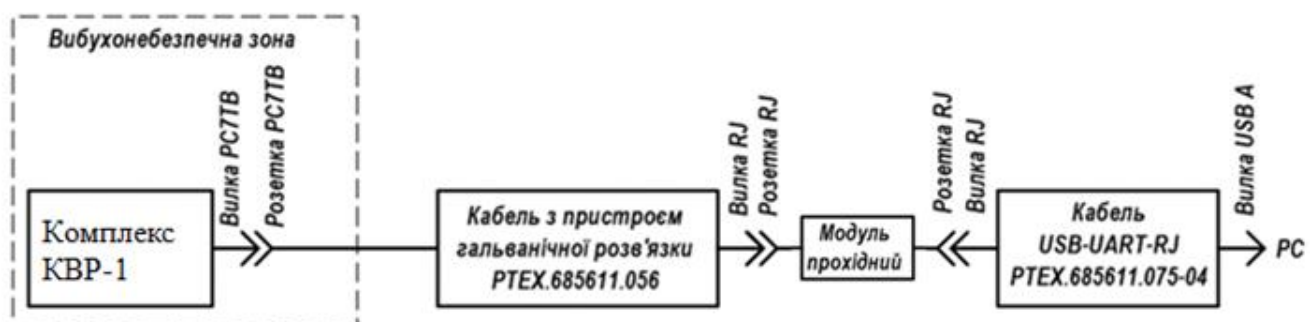 Вибухонебезпечна зона
Комплекс
КВР-1
Вилка РС7ТВ
Розетка РС7ТВ
Кабель з пристроєм
гальванічної розв'язки
РТЕХ.685611.056
Вилка RJ
Розетка RJ
Модуль
прохідний
Розетка RJ
Вилка RJ
Кабель
USB-UART-RJ
РТЕХ.685611.075-04
Вилка USB A
PC